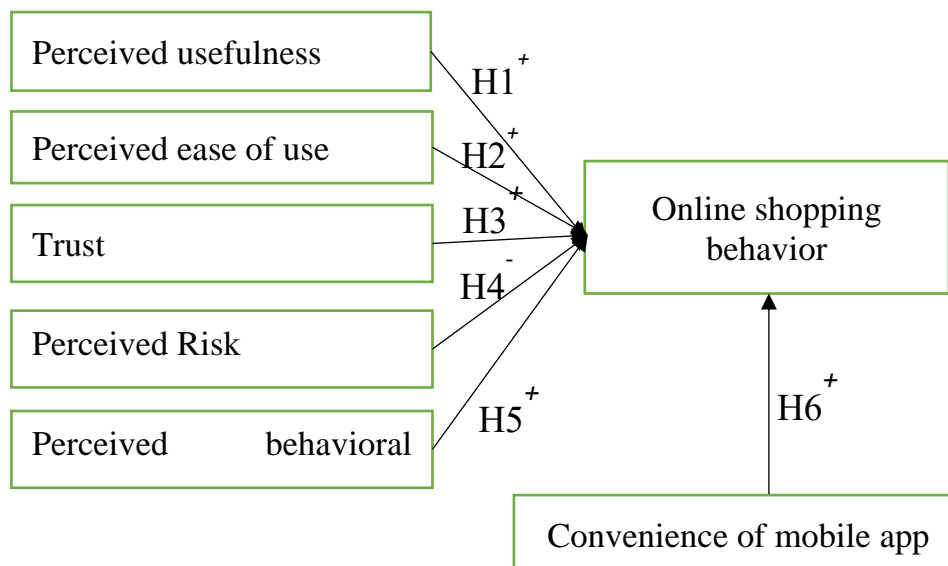 Perceived usefulness
H1+
Perceived ease of use
H2+
Trust
H3+
Online shopping
behavior
Perceived Risk
H4-
Perceived behavioral
H5+
H6+
Convenience of mobile app